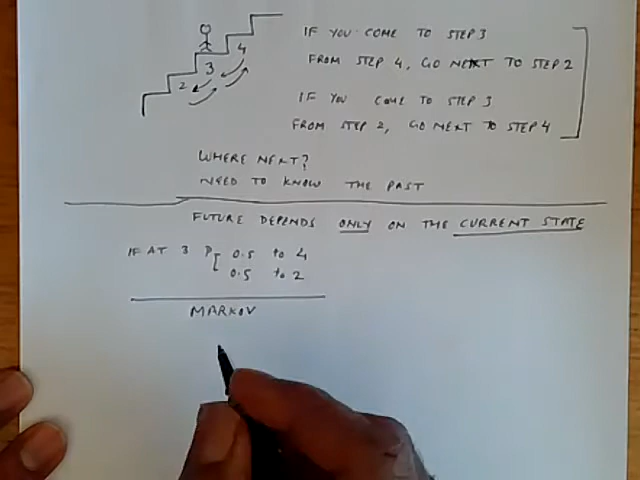 IF YOU COME TO STEP 3
FROM STEP 4, GO NEXT TO STEP 2
IF YOU COME TO STEP 3
FROM STEP 2, GO NEXT TO STEP 4
4
3
2
WHERE NEXT?
NEED TO KNOW THE PAST
FUTURE DEPENDS ONLY ON THE CURRENT STATE
IF AT 3 P 0.5 to 4
0.5 to 2
MARKOV